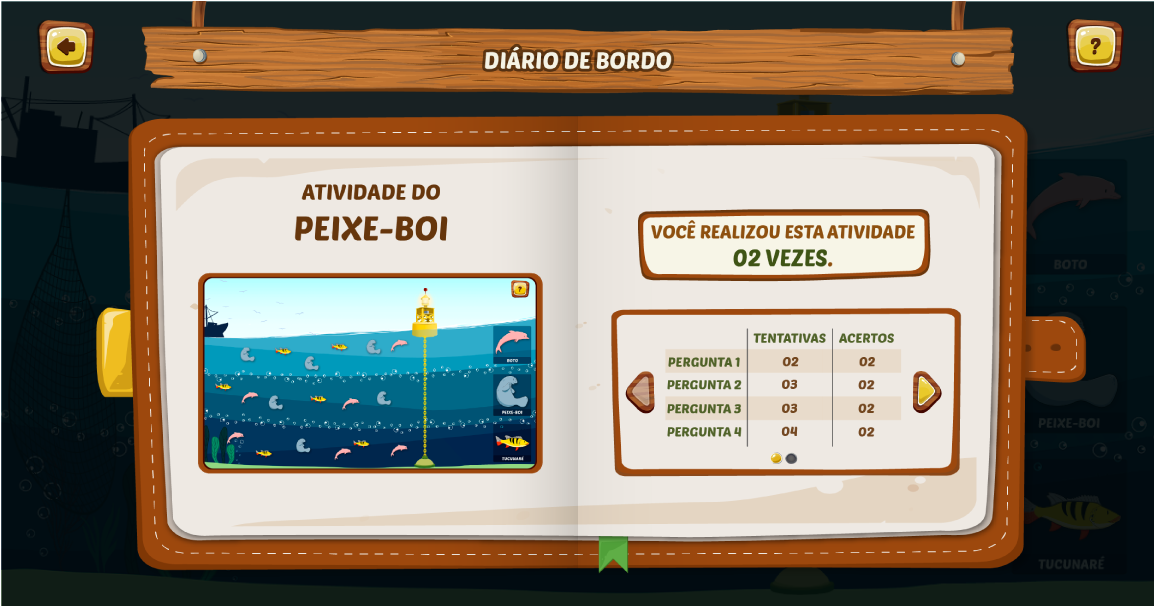 DIÁRIO DE BORDO
?
ATIVIDADE DO
PEIXE-BOI
?
BOTO
PEIXE-BOI
TUCUNARÉ
VOCÊ REALIZOU ESTA ATIVIDADE
02 VEZES.
TENTATIVAS ACERTOS
PERGUNTA 1 02 02
PERGUNTA 2 03 02
PERGUNTA 3 03 02
PERGUNTA 4 04 02
BOTO
PEIXE-BOI
TUCUNARÉ